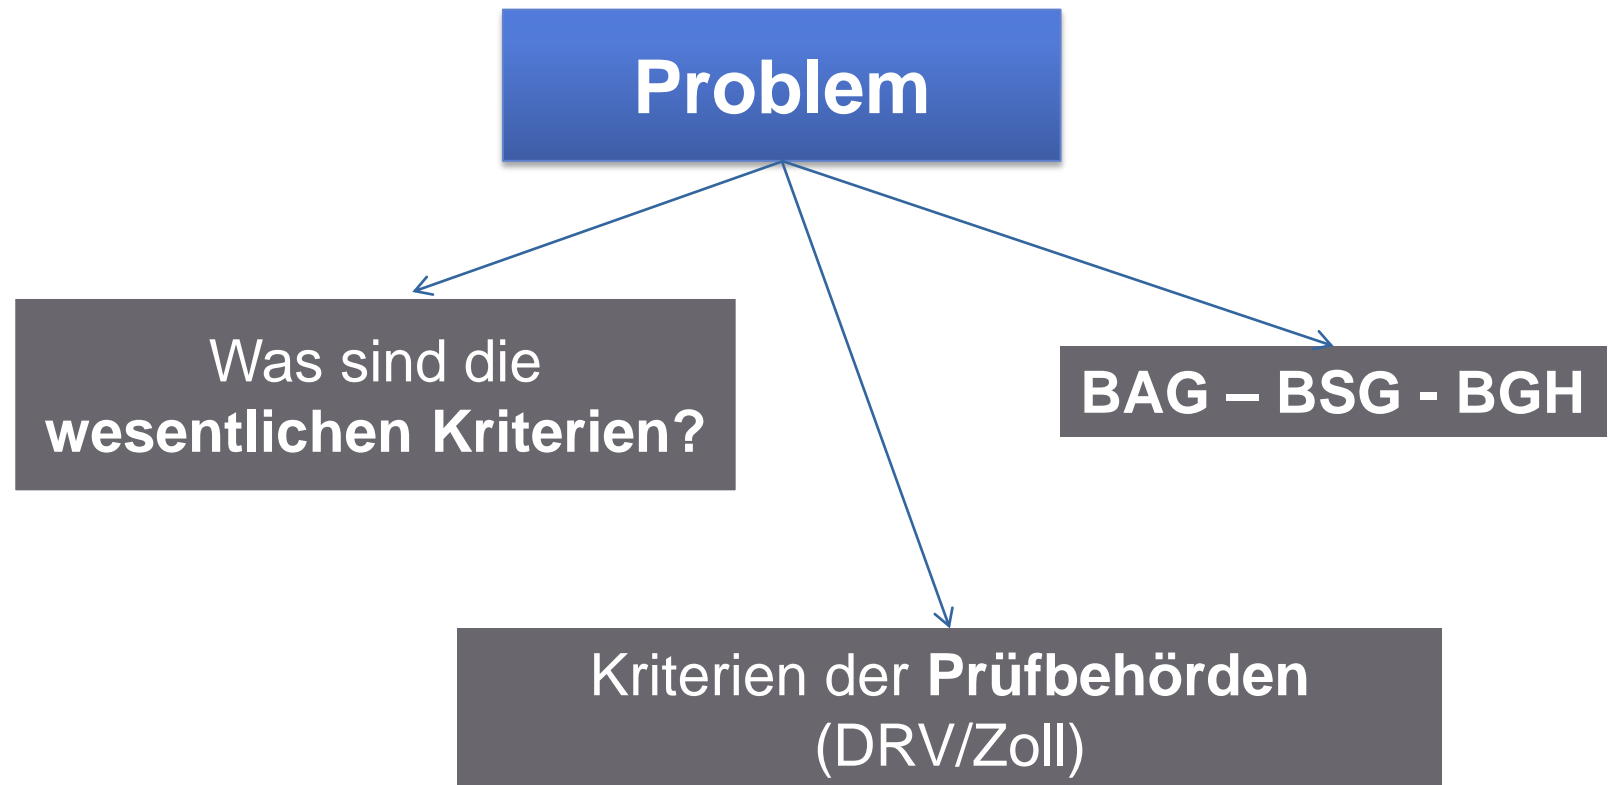 Problem
Was sind die
wesentlichen Kriterien?
BAG – BSG - BGH
Kriterien der Prüfbehörden
(DRV/Zoll)